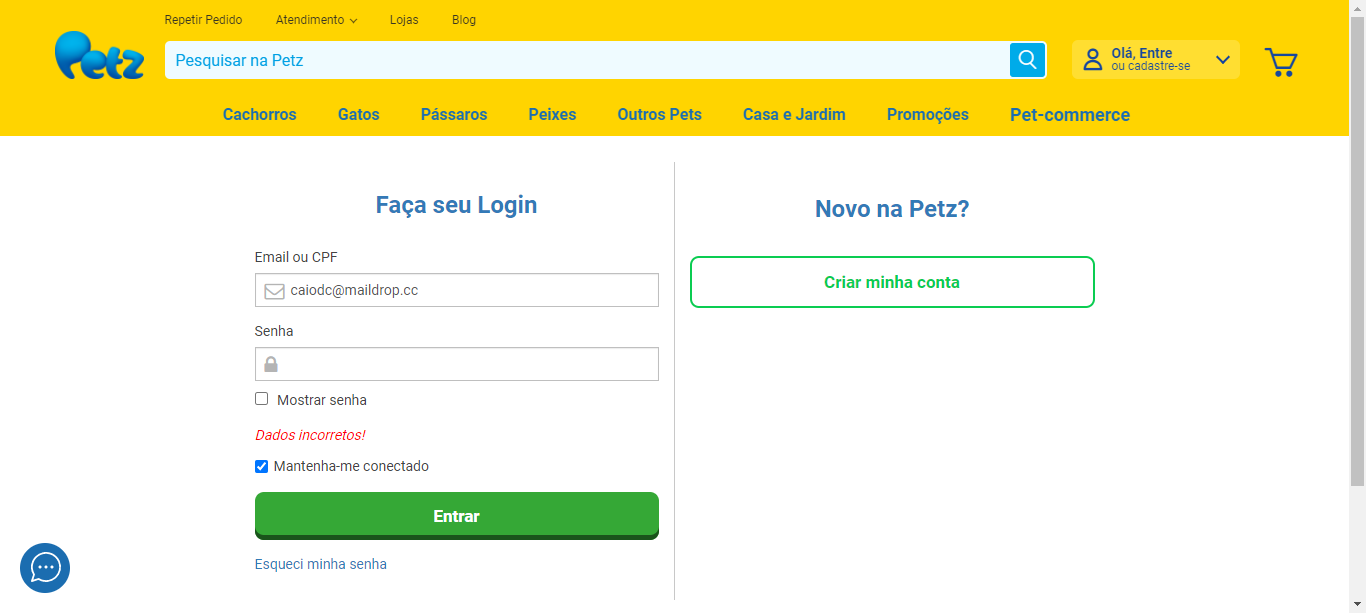 Repetir Pedido Atendimento Lojas Blog
Petz
Pesquisar na Petz
Olá, Entre
ou cadastre-se
Cachorros Gatos Pássaros Peixes Outros Pets Casa e Jardim Promoções Pet-commerce
Faça seu Login
Email ou CPF
caiodc@maildrop.cc
Senha
Mostrar senha
Dados incorretos!
Mantenha-me conectado
Entrar
Esqueci minha senha
Novo na Petz?
Criar minha conta